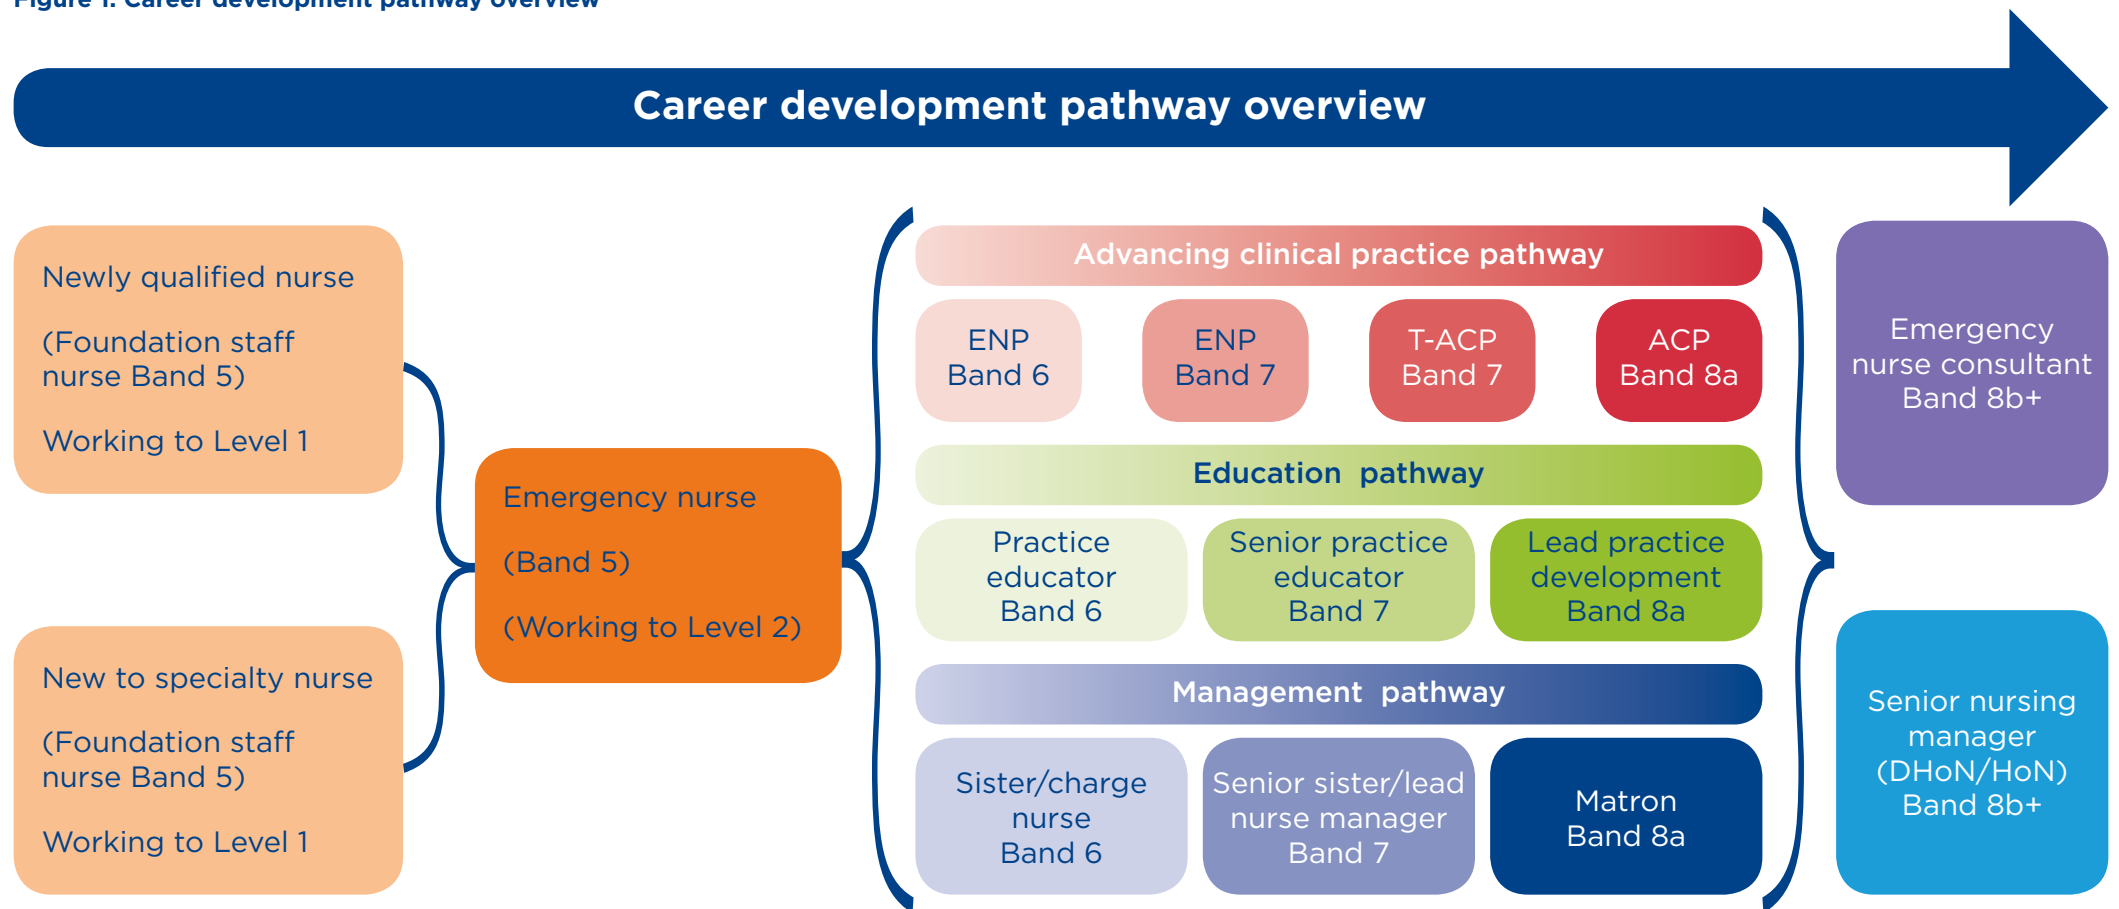 Figure 1. Career development pathway overview
Career development pathway overview
Newly qualified nurse
(Foundation staff
nurse Band 5)
Working to Level 1
New to specialty nurse
(Foundation staff
nurse Band 5)
Working to Level 1
Emergency nurse
(Band 5)
(Working to Level 2)
Advancing clinical practice pathway
ENP
Band 6
ENP
Band 7
T-ACP
Band 7
ACP
Band 8a
Education pathway
Practice
educator
Band 6
Senior practice
educator
Band 7
Lead practice
development
Band 8a
Management pathway
Sister/charge
nurse
Band 6
Senior sister/lead
nurse manager
Band 7
Matron
Band 8a
Emergency
nurse consultant
Band 8b+
Senior nursing
manager
(DHoN/HoN)
Band 8b+